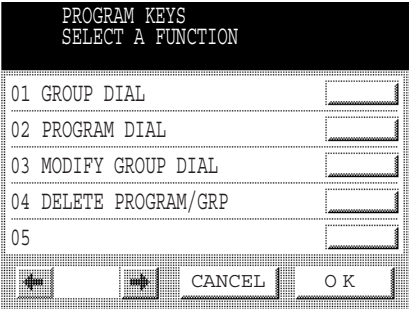 PROGRAM KEYS
SELECT A FUNCTION
01 GROUP DIAL
02 PROGRAM DIAL
03 MODIFY GROUP DIAL
04 DELETE PROGRAM/GRP
05
CANCEL OK